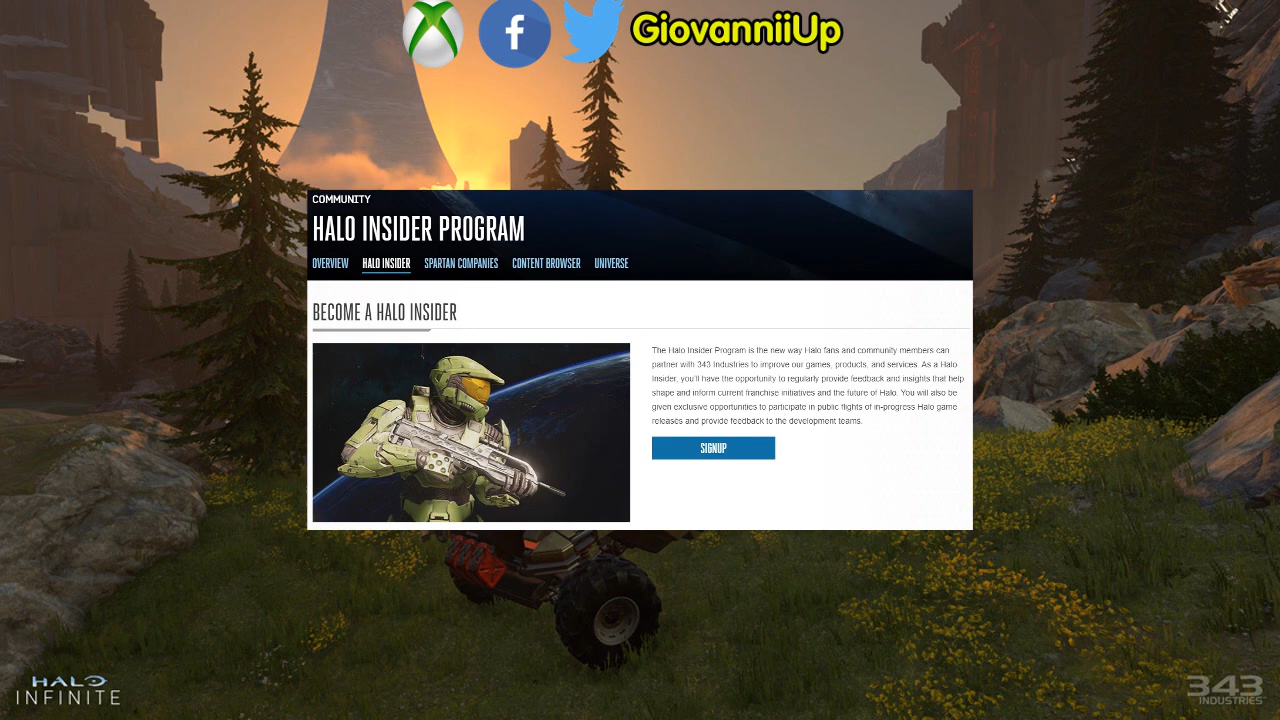 GiovanniiUp
COMMUNITY
HALO INSIDER PROGRAM
OVERVIEW HALO INSIDER SPARTAN COMPANIES CONTENT BROWSER UNIVERSE
BECOME A HALO INSIDER
The Halo Insider Program is the new way Halo fans and community members can
partner with 343 Industries to improve our games, products, and services. As a Halo
Insider, you'll have the opportunity to regularly provide feedback and insights that help
shape and inform current franchise initiatives and the future of Halo. You will also be
given exclusive opportunities to participate in public flights of in-progress Halo game
releases and provide feedback to the development teams.
SIGNUP
HALO
INFINITE
343
INDUSTRIES